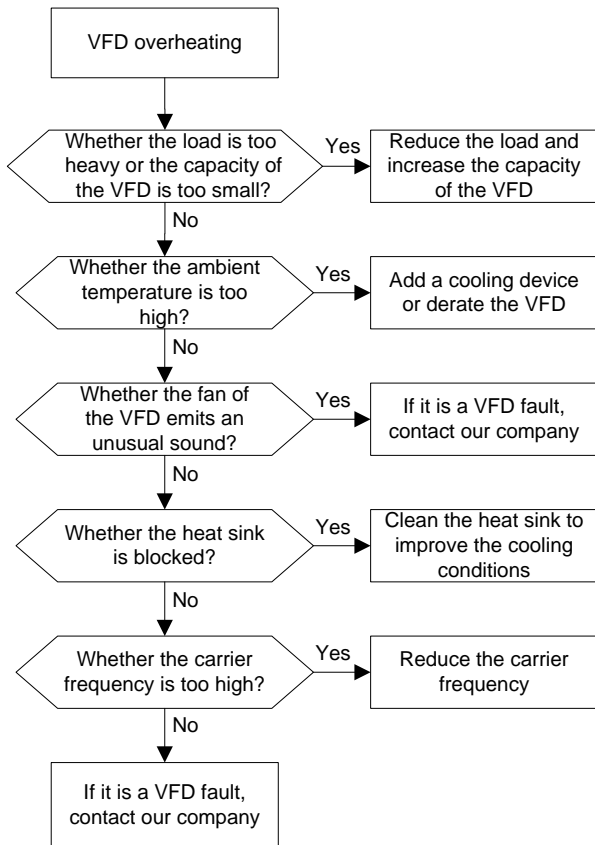 VFD overheating
Whether the load is too
heavy or the capacity of
the VFD is too small?
Yes
Reduce the load and
increase the capacity
of the VFD
No
Whether the ambient
temperature is too
high?
Yes
Add a cooling device
or derate the VFD
No
Whether the fan of
the VFD emits an
unusual sound?
Yes
If it is a VFD fault,
contact our company
No
Whether the heat sink
is blocked?
Yes
Clean the heat sink to
improve the cooling
conditions
No
Whether the carrier
frequency is too high?
Yes
Reduce the carrier
frequency
No
If it is a VFD fault,
contact our company